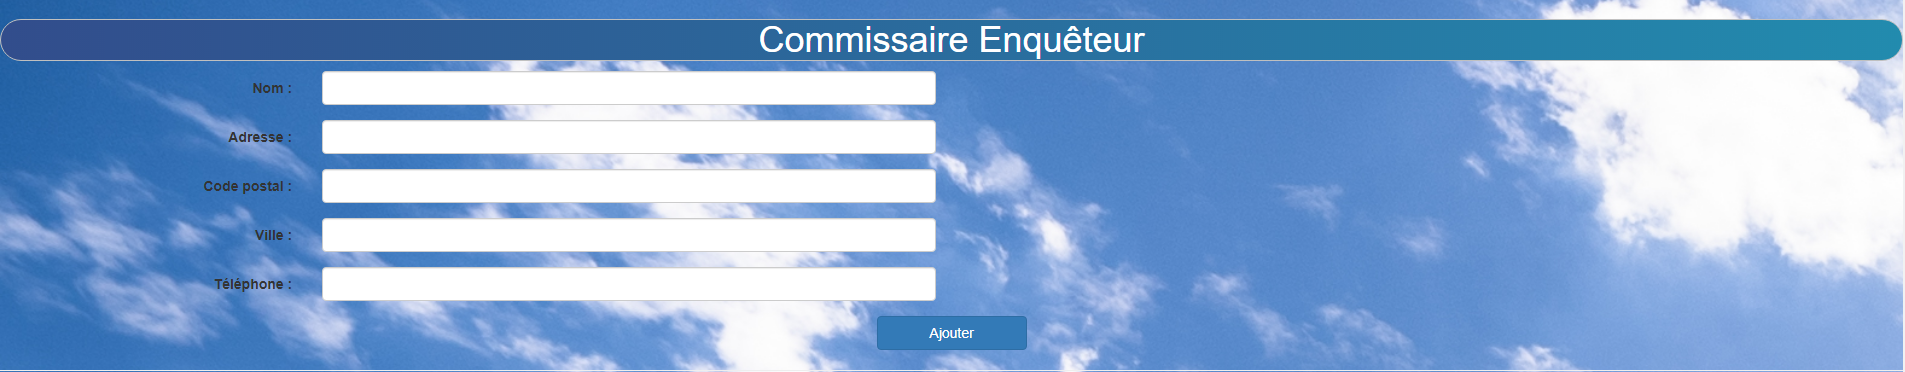 Commissaire Enquêteur
Nom :
Adresse :
Code postal :
Ville :
Téléphone :
Ajouter